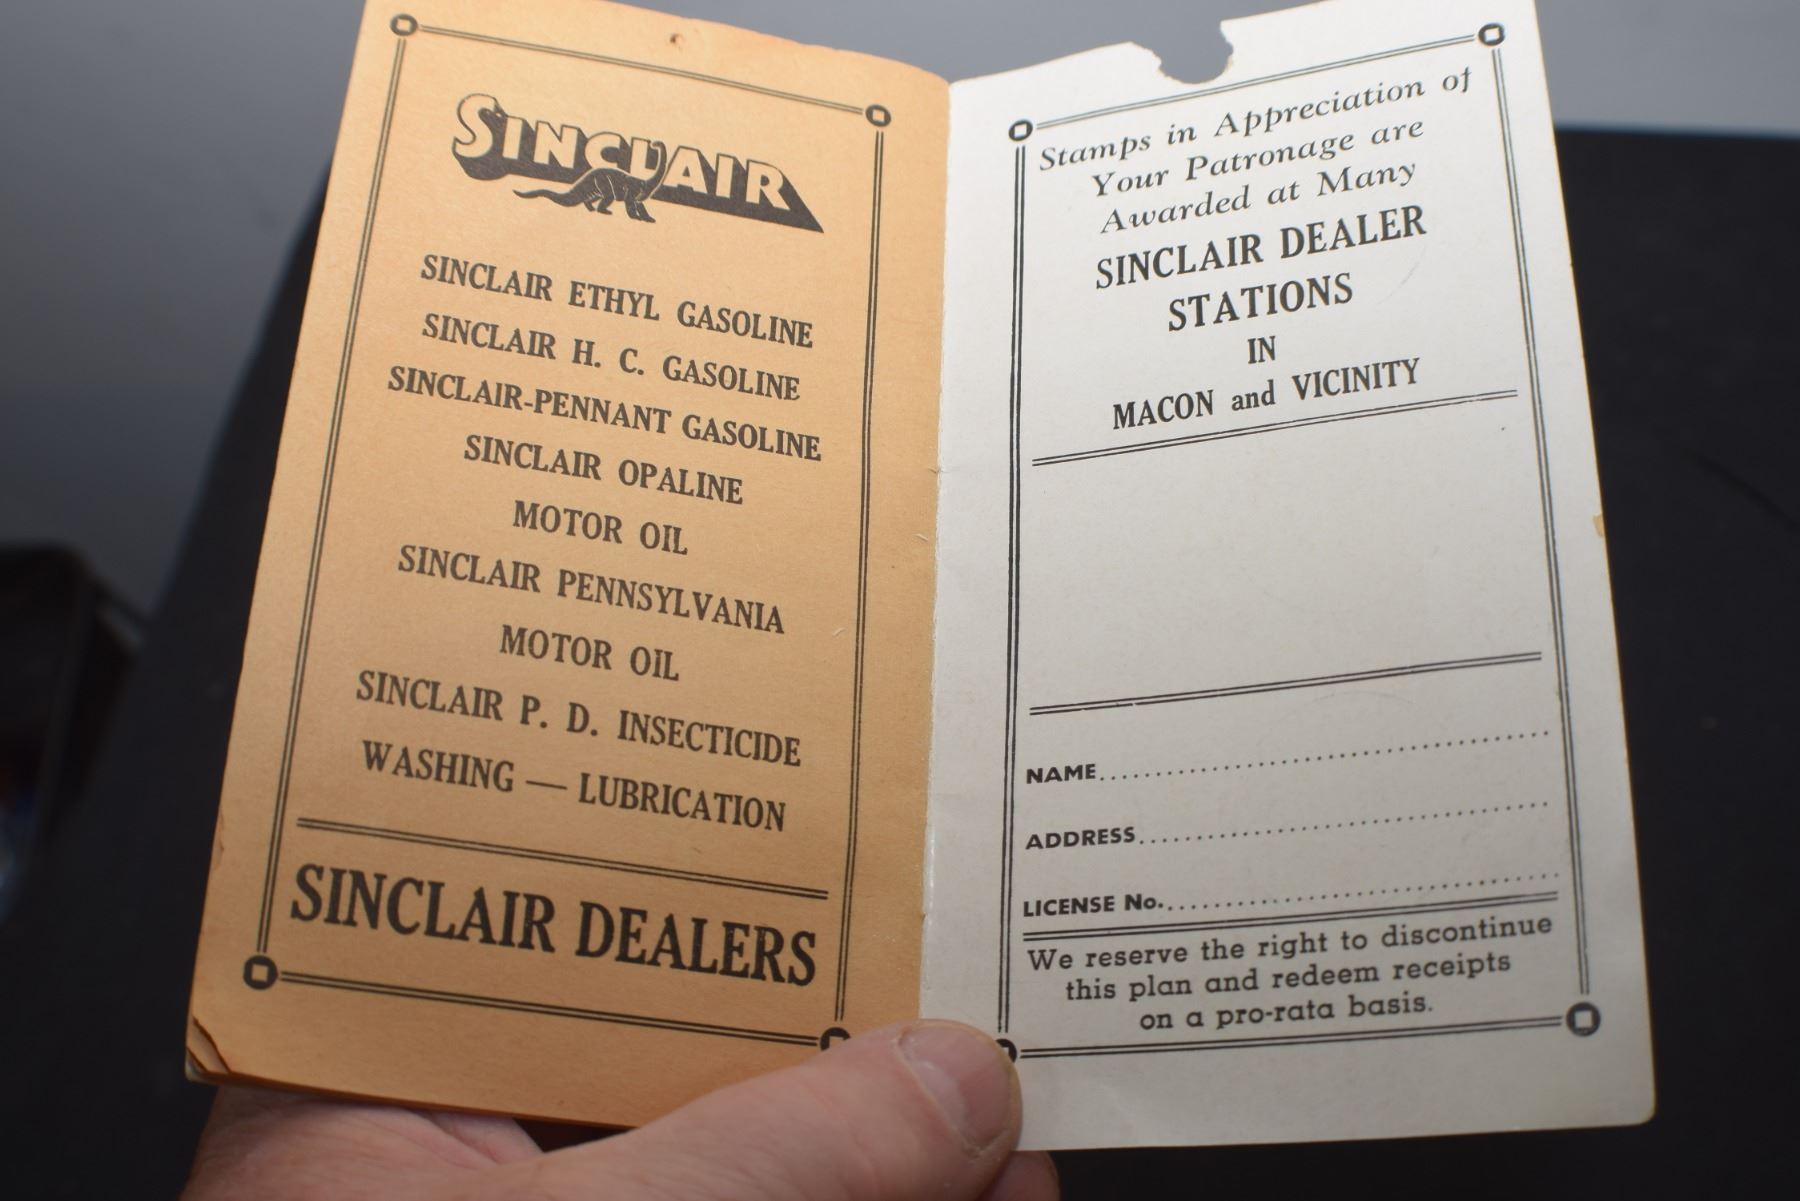 SINCLAIR
SINCLAIR ETHYL GASOLINE
SINCLAIR H. C. GASOLINE
SINCLAIR-PENNANT GASOLINE
SINCLAIR OPALINE
MOTOR OIL
SINCLAIR PENNSYLVANIA
MOTOR OIL
SINCLAIR P. D. INSECTICIDE
WASHING — LUBRICATION
SINCLAIR DEALERS
Stamps in Appreciation of
Your Patronage are
Awarded at Many
SINCLAIR DEALER
STATIONS
IN
MACON and VICINITY
NAME
ADDRESS
LICENSE No.
We reserve the right to discontinue
this plan and redeem receipts
on a pro-rata basis.